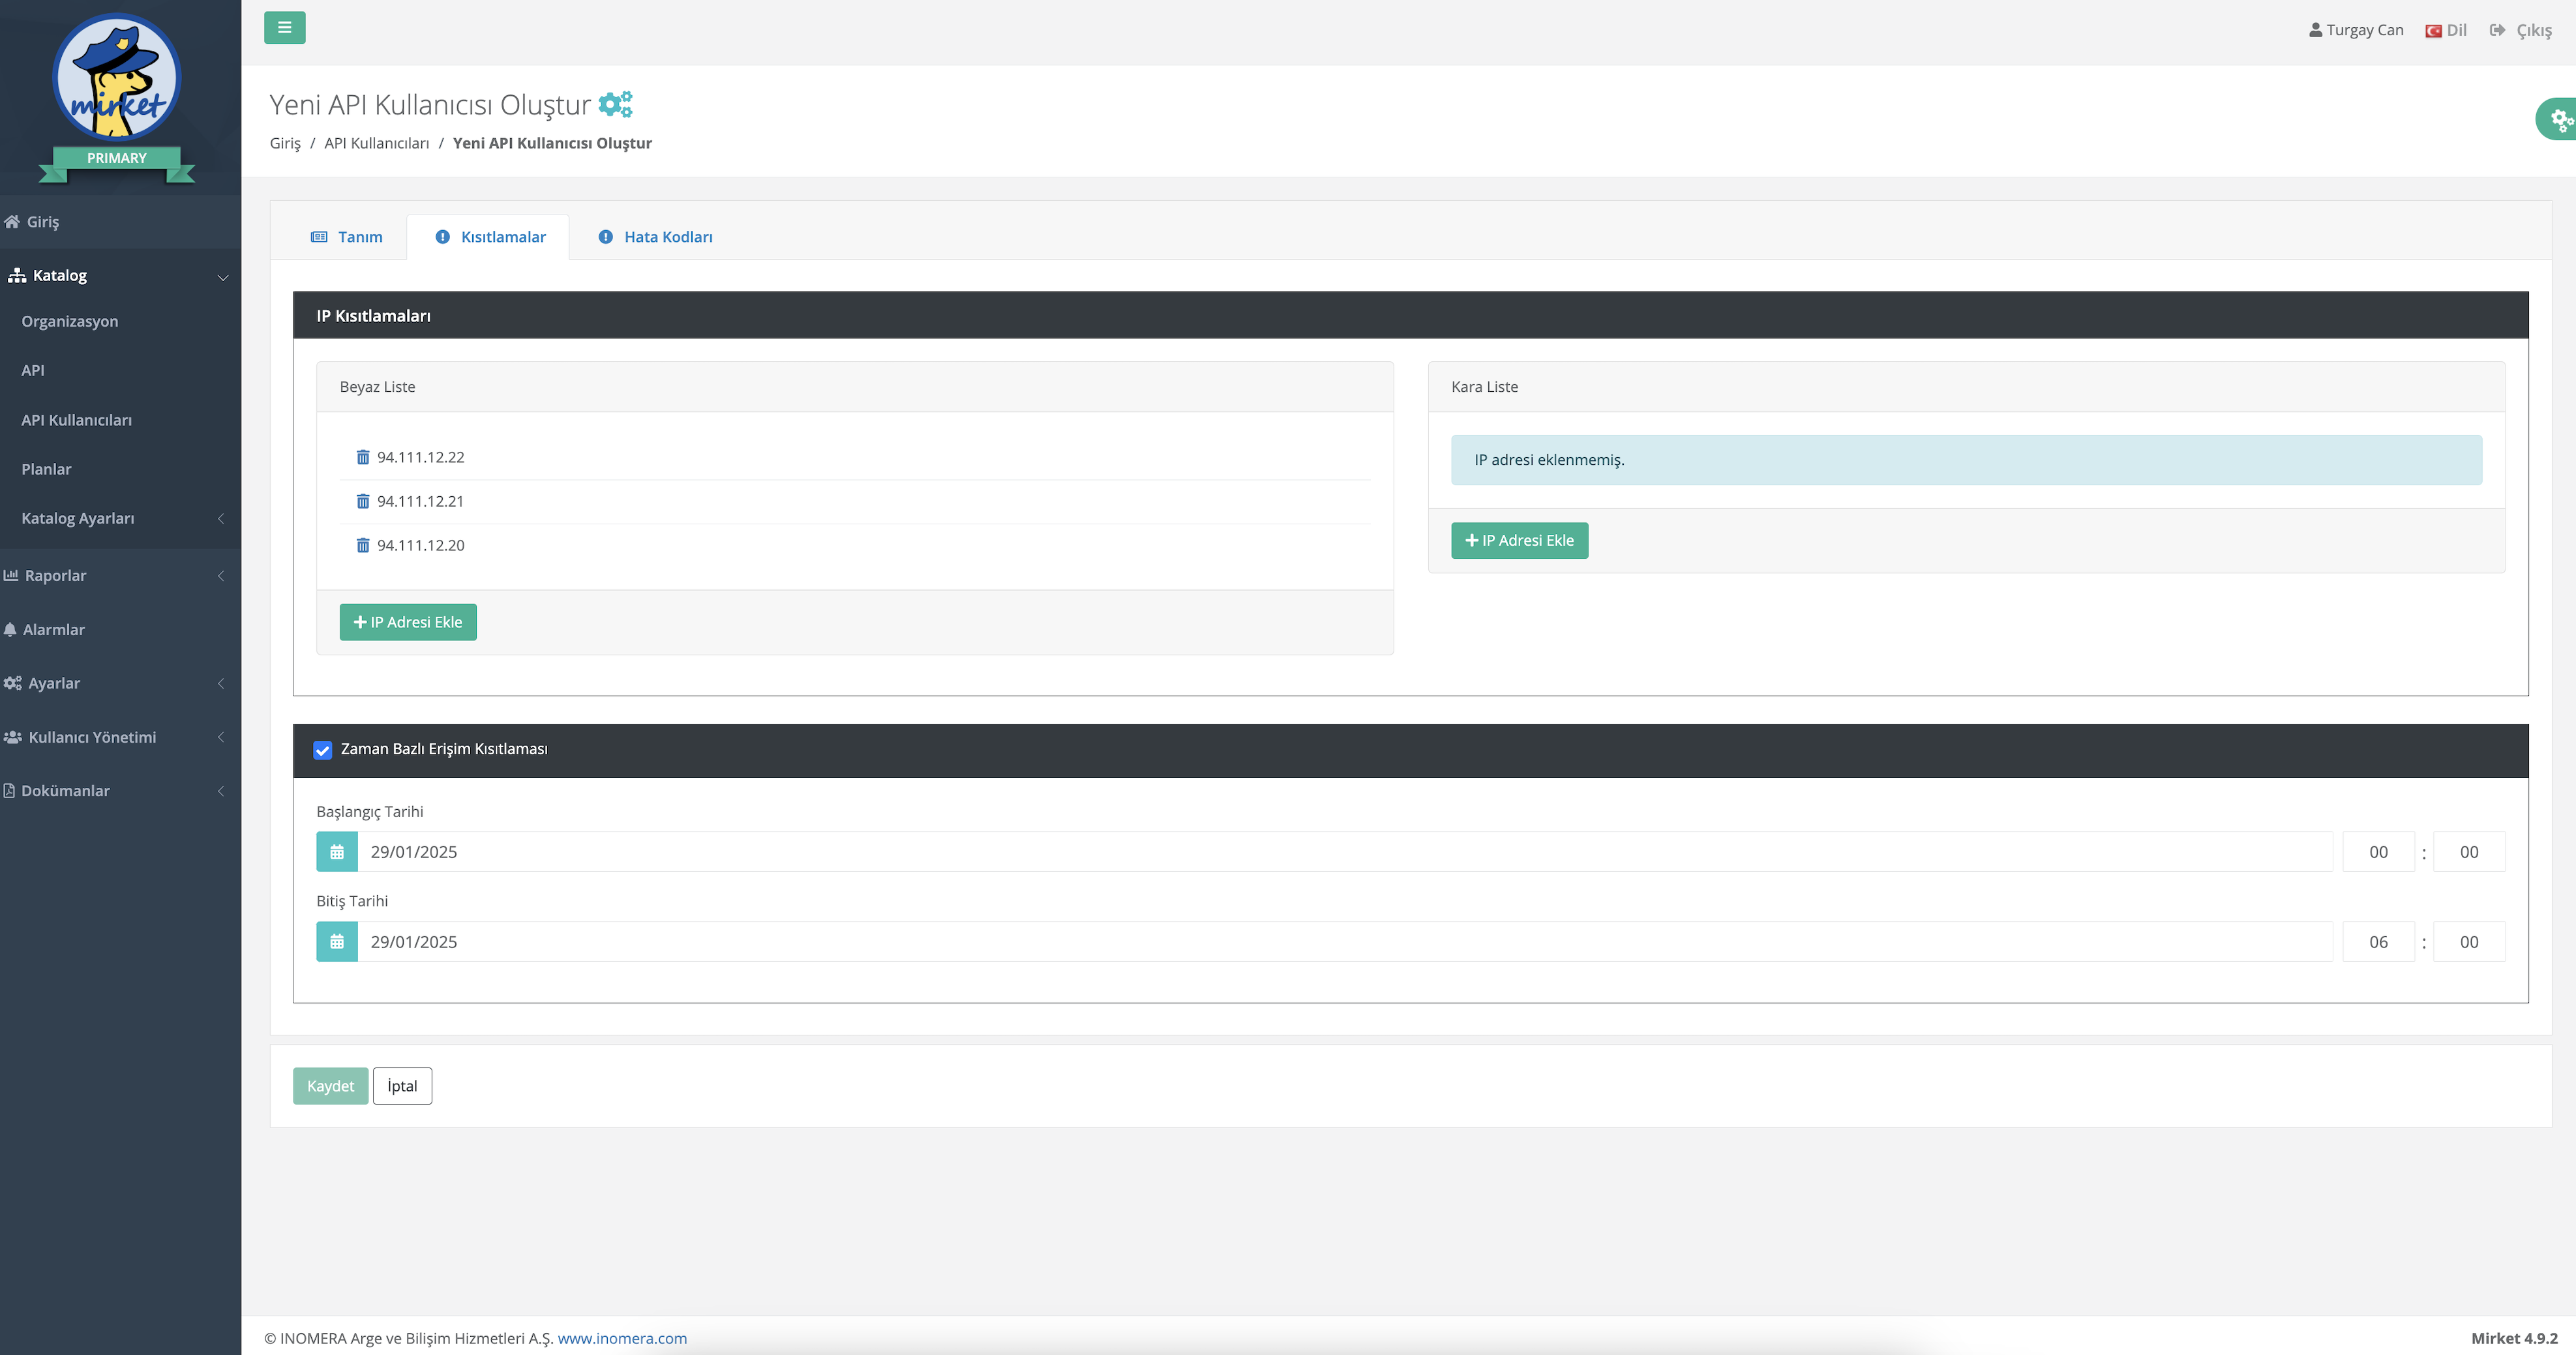 mirket
PRIMARY
Giriş
Katalog
Organizasyon
API
API Kullanıcıları
Planlar
Katalog Ayarları
Raporlar
Alarmlar
Ayarlar
Kullanıcı Yönetimi
Dokümanlar
Turgay Can Dil Çıkış
Yeni API Kullanıcısı Oluştur
Giriş / API Kullanıcıları / Yeni API Kullanıcısı Oluştur
Tanım Kısıtlamalar Hata Kodları
IP Kısıtlamaları
Beyaz Liste
94.111.12.22
94.111.12.21
94.111.12.20
IP Adresi Ekle
Kara Liste
IP adresi eklenmemiş.
IP Adresi Ekle
Zaman Bazlı Erişim Kısıtlaması
Başlangıç Tarihi
29/01/2025 00 : 00
Bitiş Tarihi
29/01/2025 06 : 00
Kaydet İptal
© INOMERA Arge ve Bilişim Hizmetleri A.Ş. www.inomera.com Mirket 4.9.2